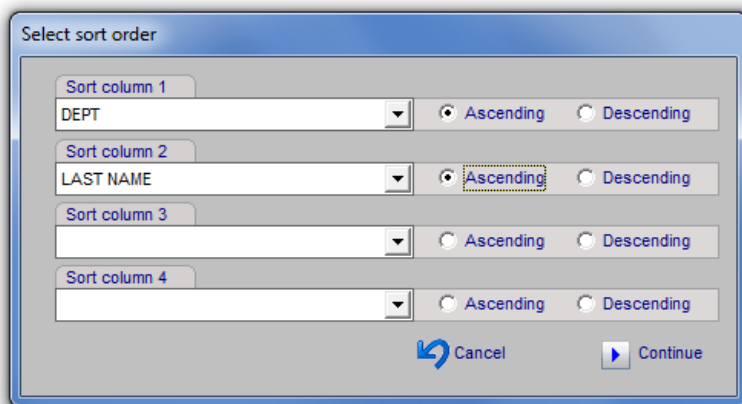 Select sort order
Sort column 1
DEPT Ascending Descending
Sort column 2
LAST NAME Ascending Descending
Sort column 3
Ascending Descending
Sort column 4
Ascending Descending
Cancel Continue